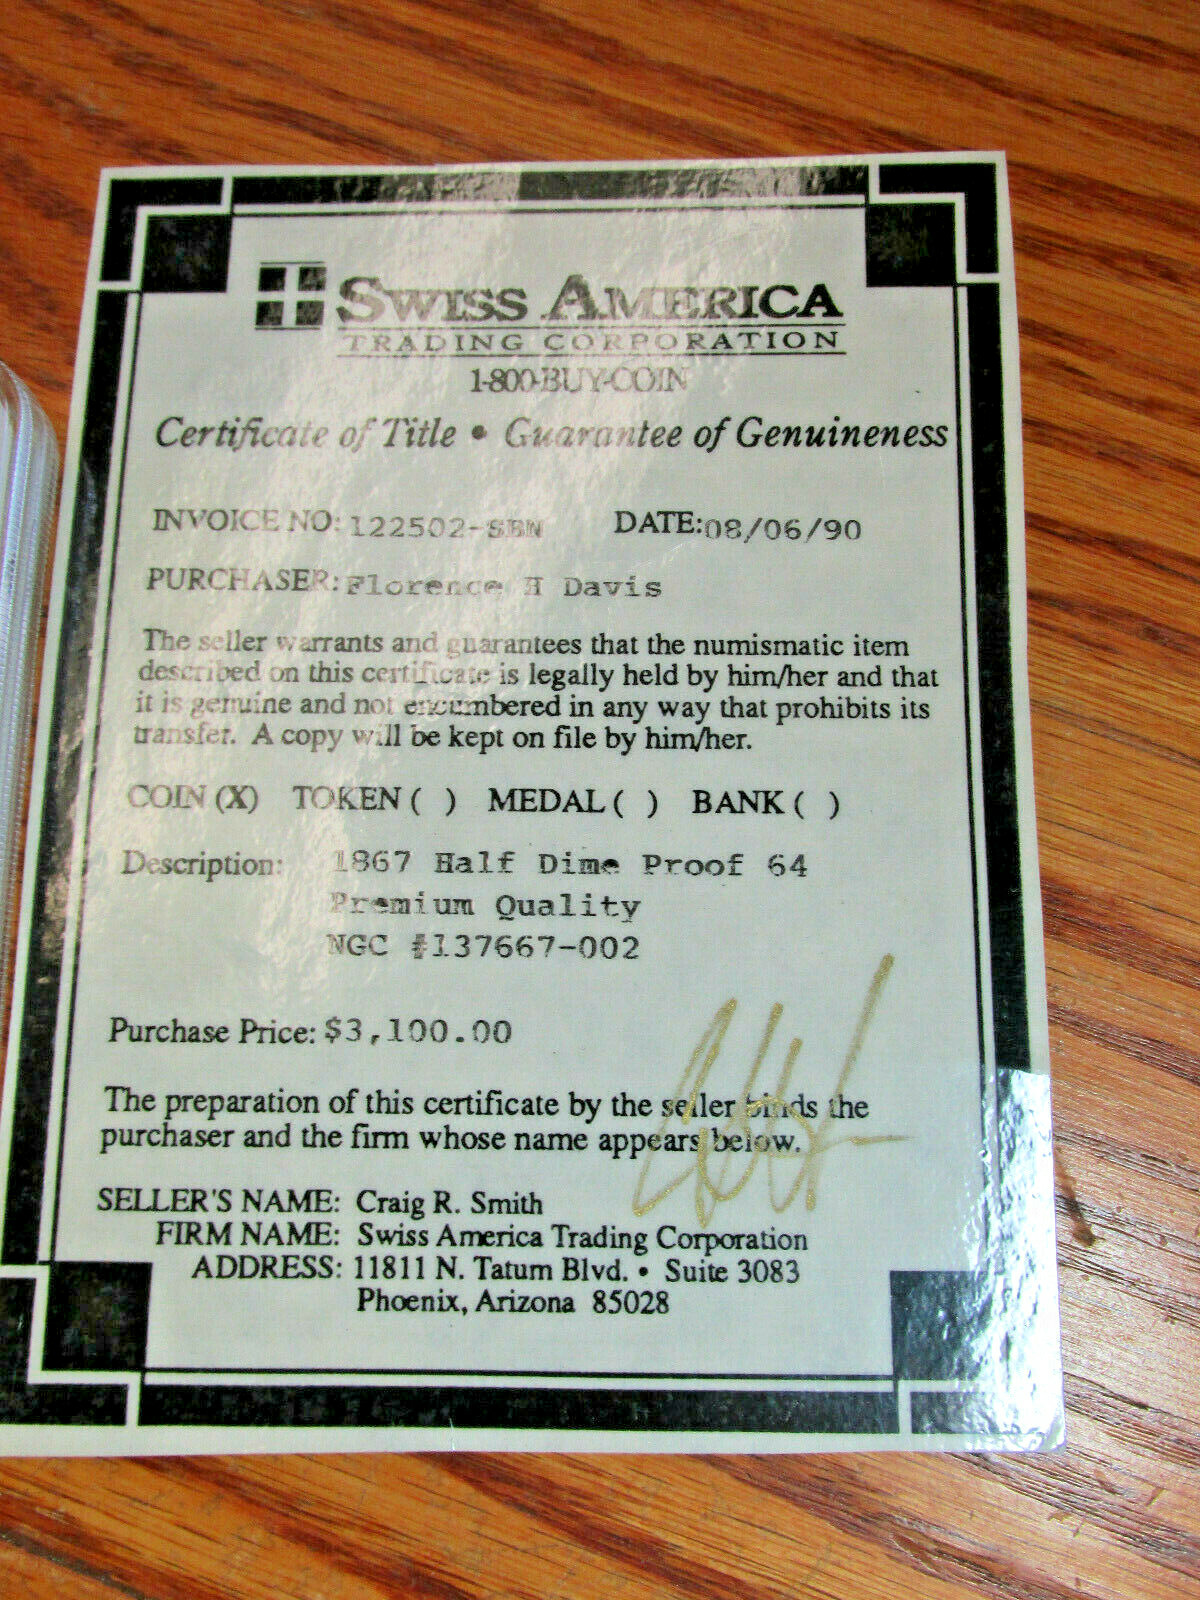 SWISS AMERICA
TRADING CORPORATION
1-800-BUY-COIN
Certificate of Title • Guarantee of Genuineness
INVOICE NO: 122502-SBN DATE: 08/06/90
PURCHASER: Florence H Davis
The seller warrants and guarantees that the numismatic item
described on this certificate is legally held by him/her and that
it is genuine and not encumbered in any way that prohibits its
transfer. A copy will be kept on file by him/her.
COIN (X) TOKEN ( ) MEDAL ( ) BANK ( )
Description: 1867 Half Dime Proof 64
Premium Quality
NGC #137667-002
Purchase Price: $3,100.00
The preparation of this certificate by the seller binds the
purchaser and the firm whose name appears below.
SELLER'S NAME: Craig R. Smith
FIRM NAME: Swiss America Trading Corporation
ADDRESS: 11811 N. Tatum Blvd. • Suite 3083
Phoenix, Arizona 85028